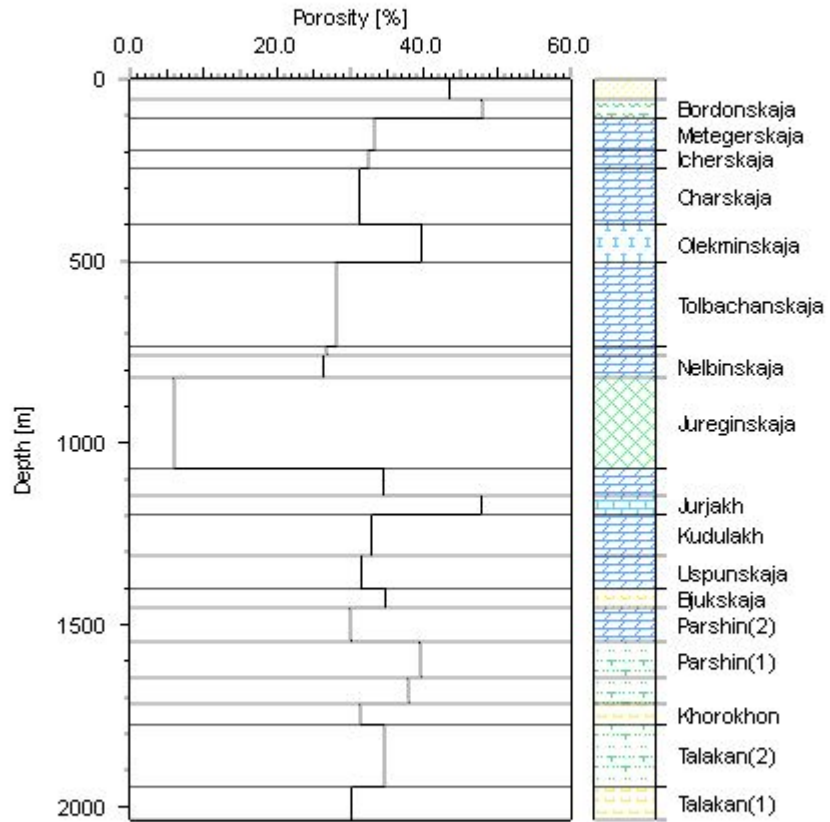 Porosity [%]
0.0 20.0 40.0 60.0
Depth [m]
0
500
1000
1500
2000
Bordonskaja
Metegerskaja
Icherskaja
Charskaja
Olekminskaja
Tolbachanskaja
Nelbinskaja
Jureginskaja
Jurjakh
Kudulakh
Uspunskaja
Bjukskaja
Parshin(2)
Parshin(1)
Khorokhon
Talakan(2)
Talakan(1)